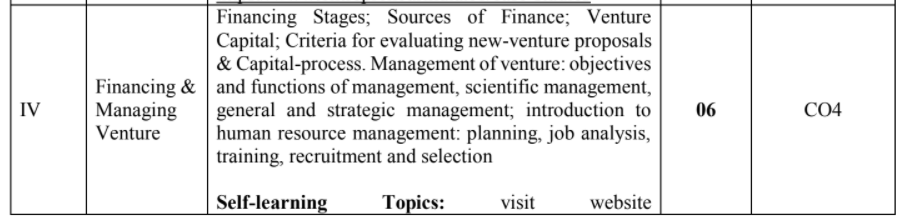 Financing Stages; Sources of Finance; Venture
Capital; Criteria for evaluating new-venture proposals
& Capital-process. Management of venture: objectives
Financing & and functions of management, scientific management,
IV Managing general and strategic management; introduction to 06 CO4
Venture human resource management: planning, job analysis,
training, recruitment and selection
Self-learning Topics: visit website